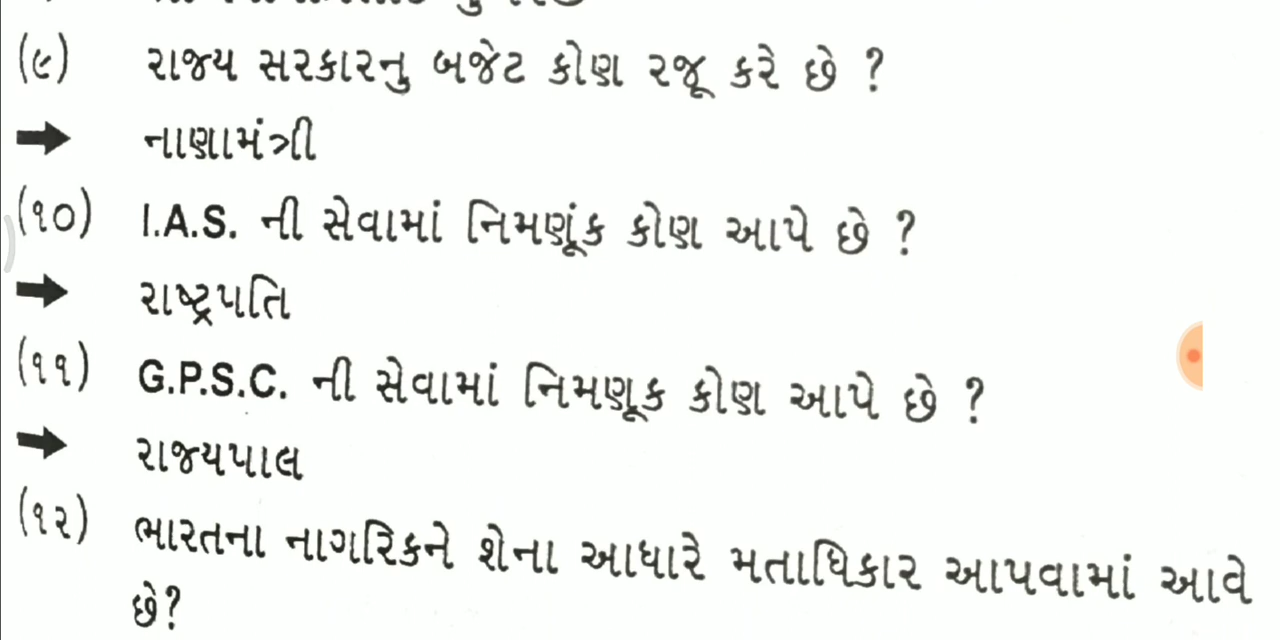 (૯) રાજ્ય સરકારનુ બજેટ કોણ રજૂ કરે છે ?
➡ નાણામંત્રી
(૧૦) I.A.S. ની સેવામાં નિમણૂંક કોણ આપે છે ?
➡ રાષ્ટ્રપતિ
(૧૧) G.P.S.C. ની સેવામાં નિમણૂક કોણ આપે છે ?
➡ રાજ્યપાલ
(૧૨) ભારતના નાગરિકને શેના આધારે મતાધિકાર આપવામાં આવે
છે?